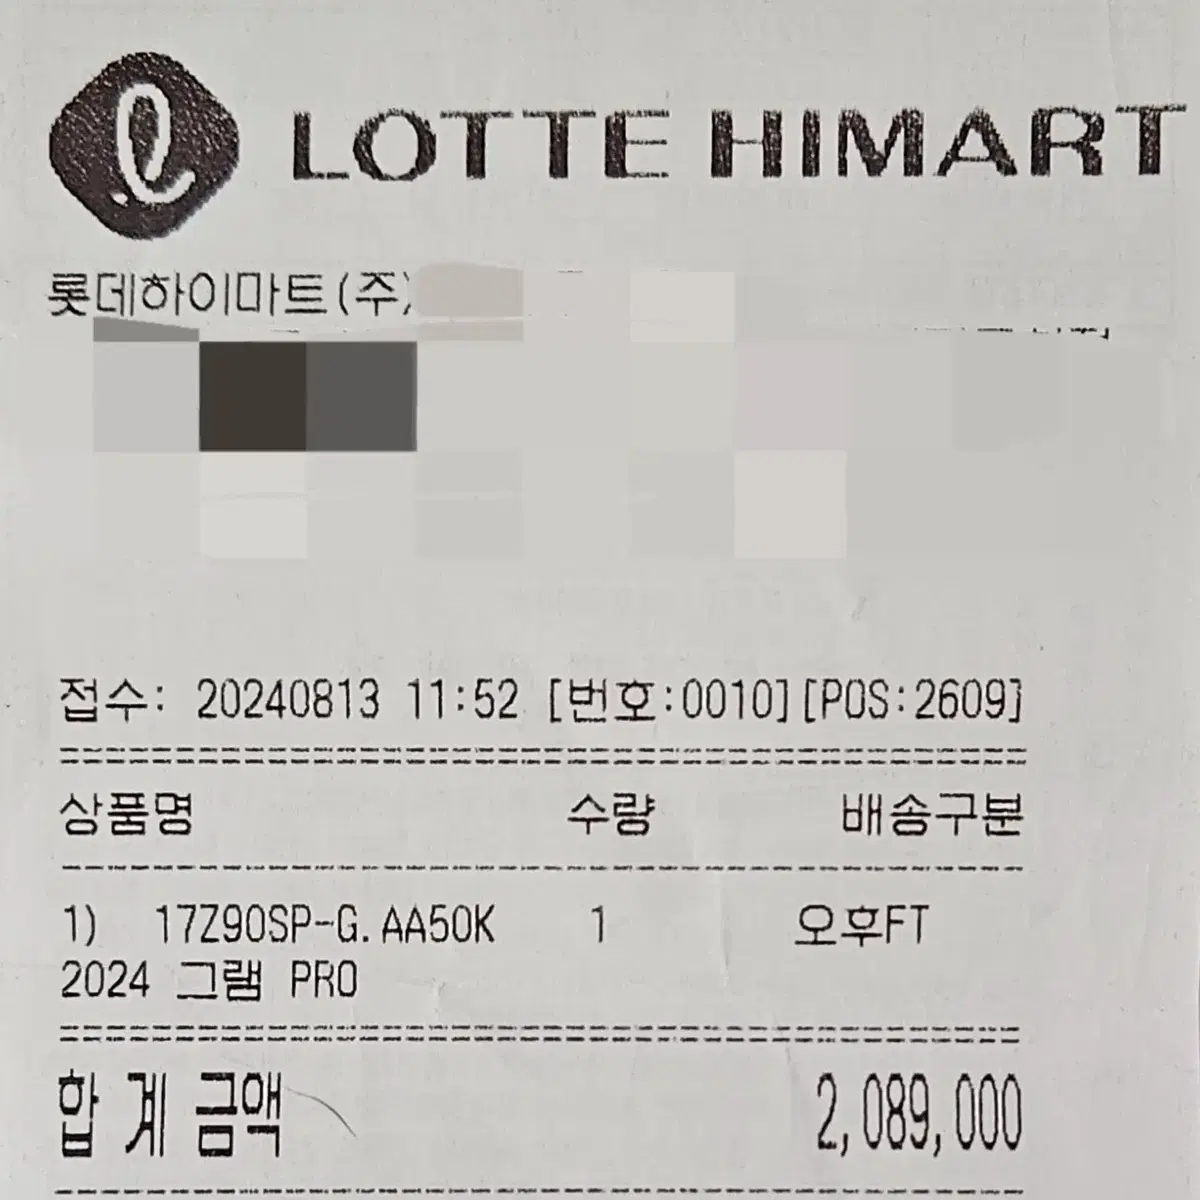 LOTTE HIMART
롯데하이마트(주)
접수: 20240813 11:52 [번호:0010][POS:2609]
상품명 수량 배송구분
1) 17Z90SP-G.AA50K 1 오후FT
2024 그램 PRO
합 계 금액 2,089,000